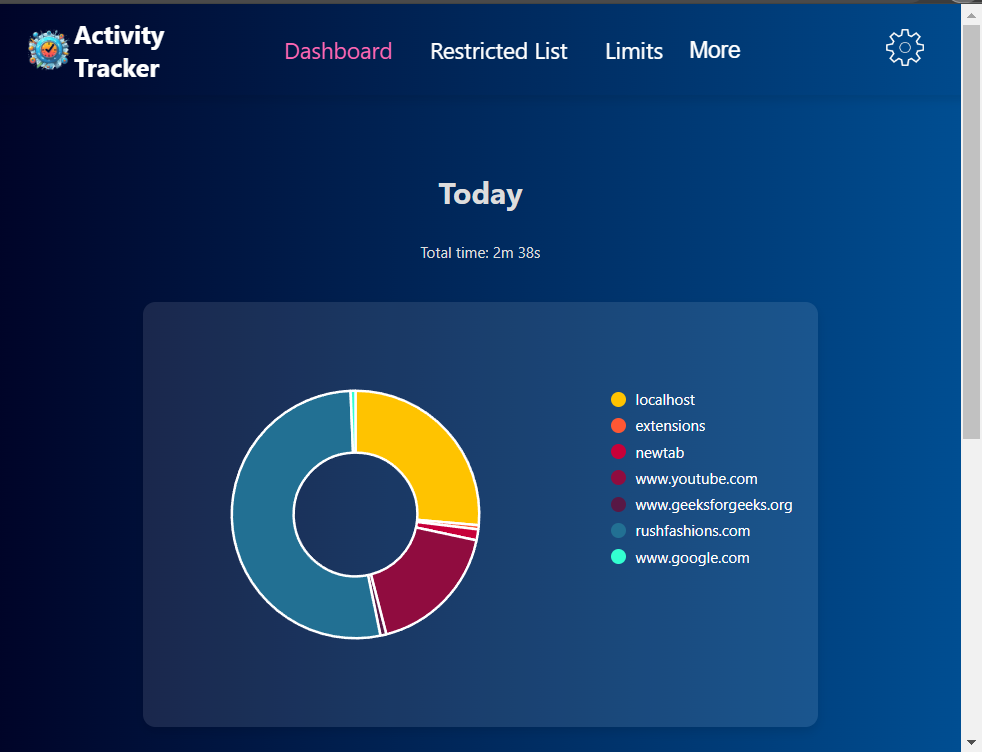 Activity
Tracker
Dashboard
Restricted List
Limits
More
Today
Total time: 2m 38s
localhost
extensions
newtab
www.youtube.com
www.geeksforgeeks.org
rushfashions.com
www.google.com